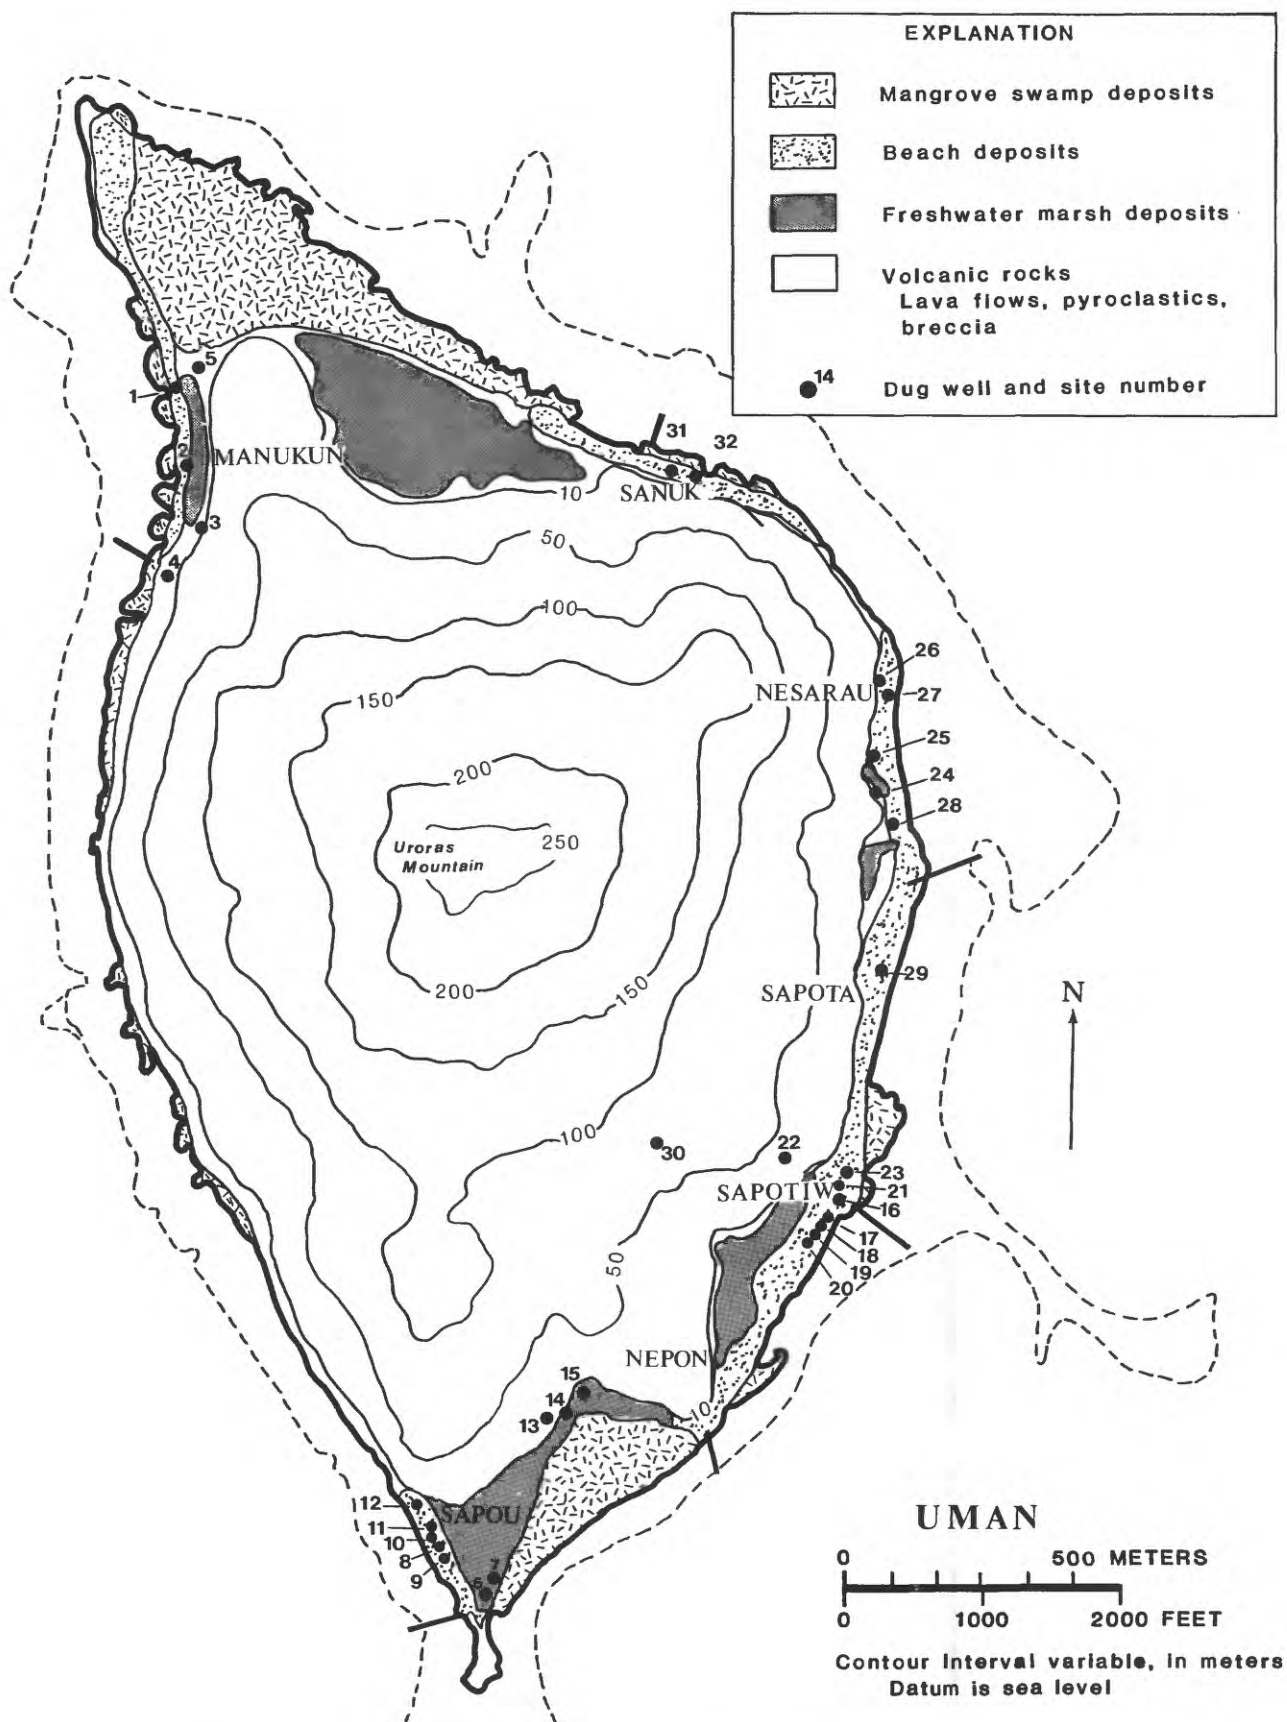 EXPLANATION
Mangrove swamp deposits
Beach deposits
Freshwater marsh deposits
Volcanic rocks
Lava flows, pyroclastics,
breccia
14
Dug well and site number
5
1
2
MANUKUN
3
4
31
32
10
SANUK
50
100
26
150
NESARAU
27
25
200
24
28
Uroras
Mountain
250
29
200
150
SAPOTA
N
100
30
22
23
SAPOTIW
21
16
17
18
19
20
50
NEPON
15
14
13
10
12
SAPOU
11
10
8
9
7
6
UMAN
0 500 METERS
0 1000 2000 FEET
Contour Interval variable, in meters
Datum is sea level